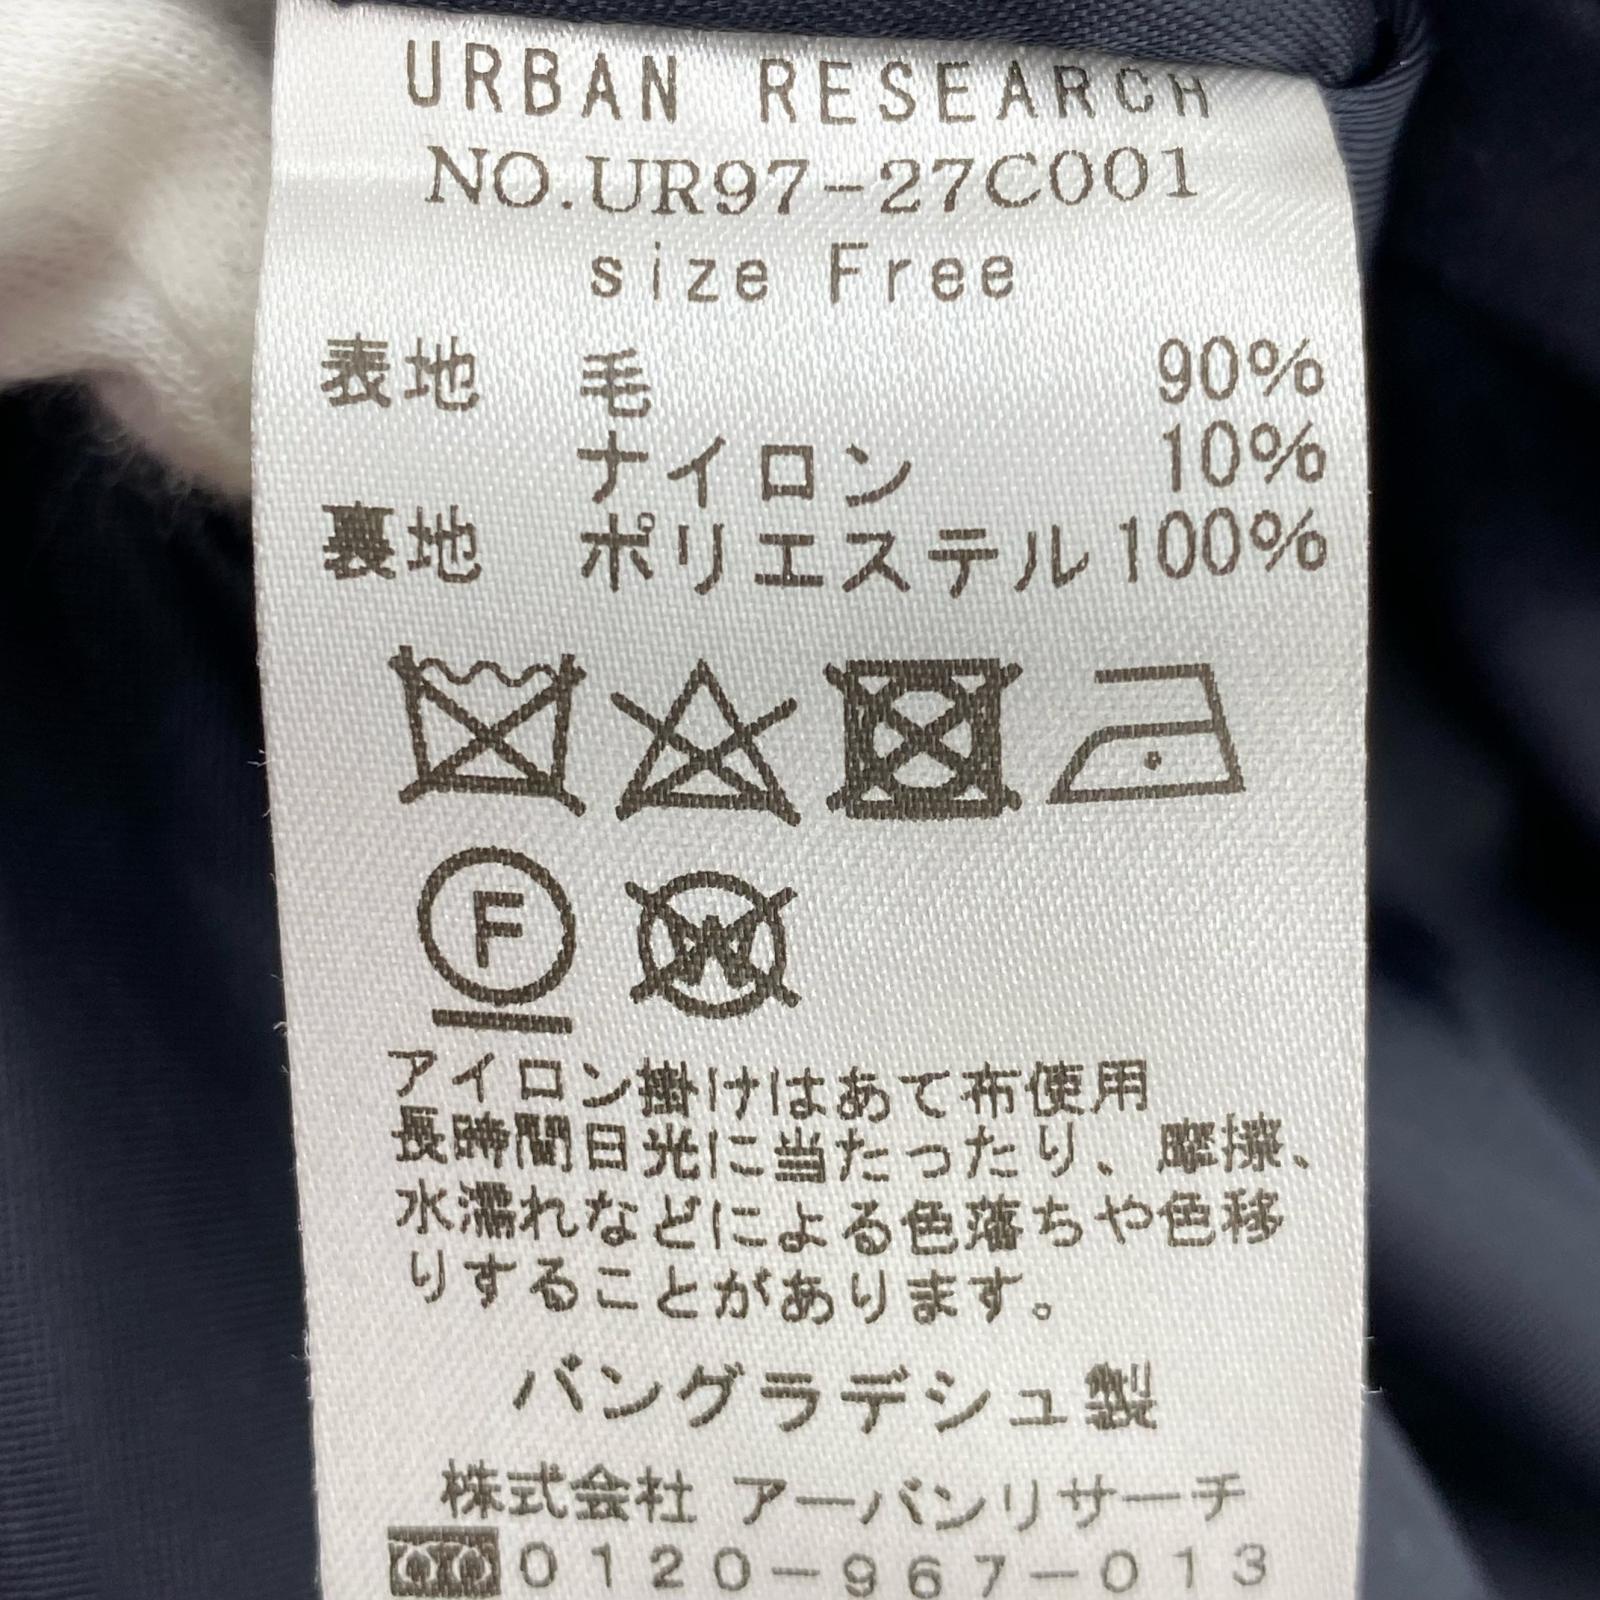 URBAN RESEARCH
NO.UR97-27C001
size Free
表地 毛 90%
ナイロン 10%
裏地 ポリエステル100%
F
W
アイロン掛けはあて布使用
長時間日光に当たったり、摩擦、
水濡れなどによる色落ちや色移
りすることがあります。
バングラデシュ製
株式会社 アーバンリサーチ
0120-967-013